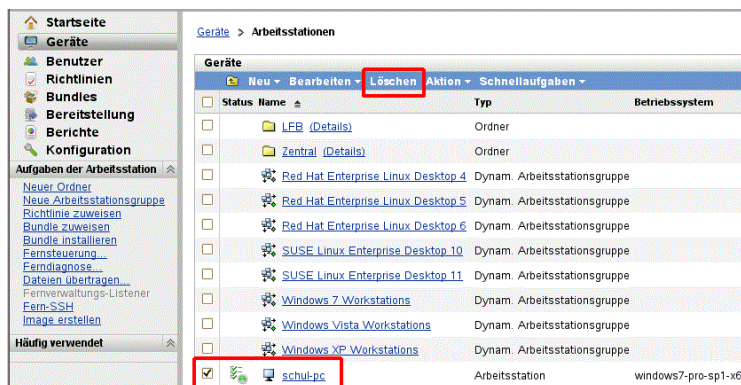 Startseite
Geräte
Benutzer
Richtlinien
Bundles
Bereitstellung
Berichte
Konfiguration
Aufgaben der Arbeitsstation
Neuer Ordner
Neue Arbeitsstationsgruppe
Richtlinie zuweisen
Bundle zuweisen
Bundle installieren
Fernsteuerung...
Ferndiagnose...
Dateien übertragen...
Fernverwaltungs-Listener
Fern-SSH
Image erstellen
Häufig verwendet
Geräte > Arbeitsstationen
Geräte
Neu Bearbeiten Löschen Aktion Schnellaufgaben
Status Name Typ Betriebssystem
LFB (Details) Ordner
Zentral (Details) Ordner
Red Hat Enterprise Linux Desktop 4 Dynam. Arbeitsstationsgruppe
Red Hat Enterprise Linux Desktop 5 Dynam. Arbeitsstationsgruppe
Red Hat Enterprise Linux Desktop 6 Dynam. Arbeitsstationsgruppe
SUSE Linux Enterprise Desktop 10 Dynam. Arbeitsstationsgruppe
SUSE Linux Enterprise Desktop 11 Dynam. Arbeitsstationsgruppe
Windows 7 Workstations Dynam. Arbeitsstationsgruppe
Windows Vista Workstations Dynam. Arbeitsstationsgruppe
Windows XP Workstations Dynam. Arbeitsstationsgruppe
schul-pc Arbeitsstation windows7-pro-sp1-x6